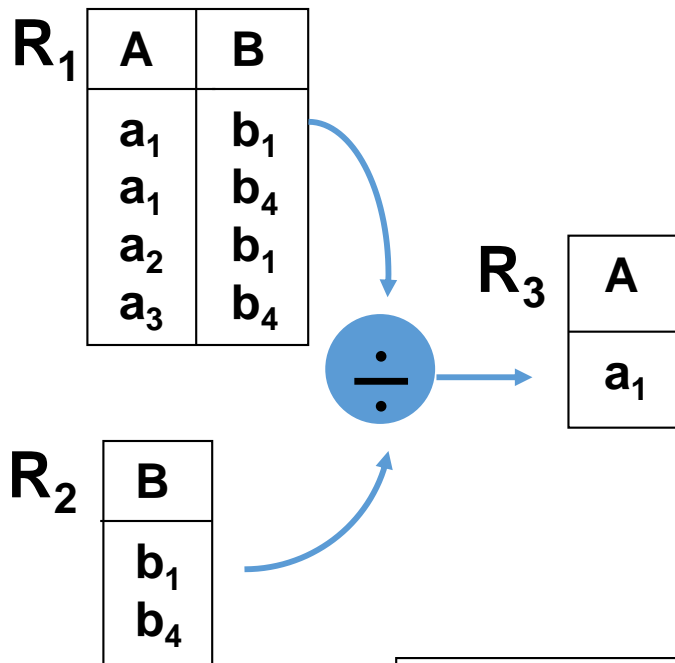 R₁
A B
a₁ b₁
a₁ b₄
a₂ b₁
a₃ b₄
÷
R₃
A
a₁
R₂
B
b₁
b₄